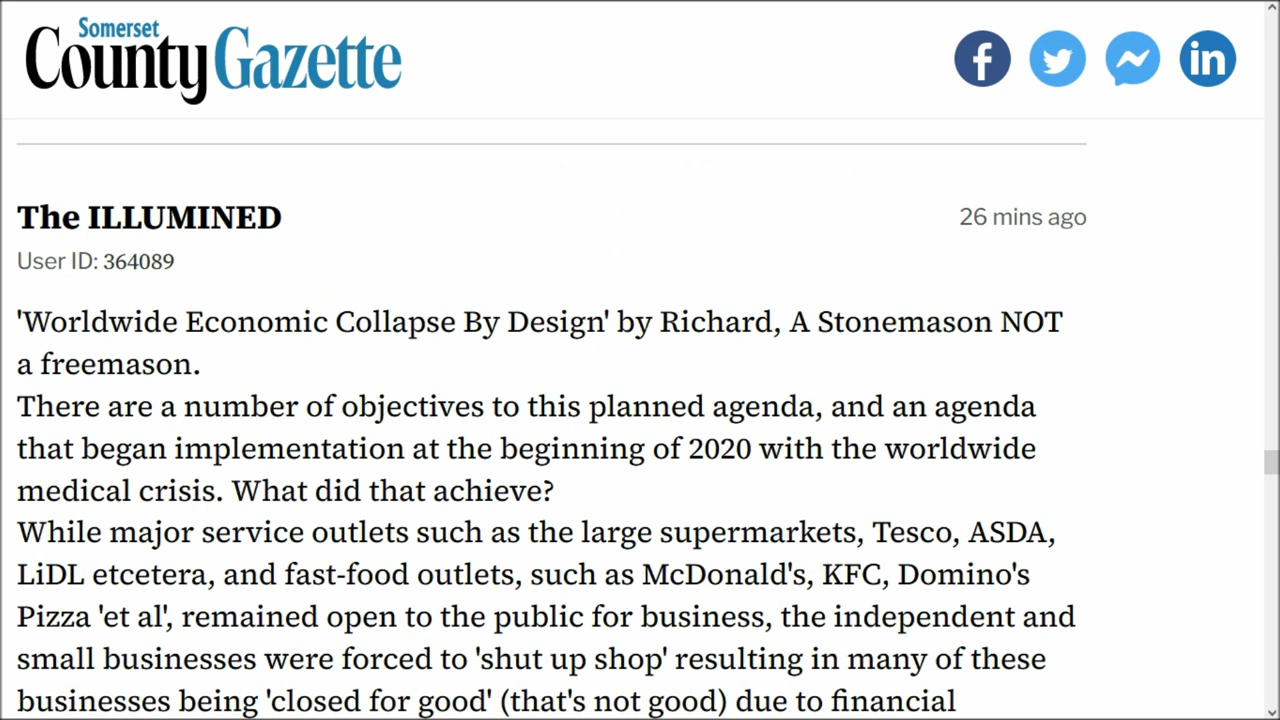 Somerset
County Gazette
The ILLUMINED
26 mins ago
User ID: 364089
'Worldwide Economic Collapse By Design' by Richard, A Stonemason NOT
a freemason.
There are a number of objectives to this planned agenda, and an agenda
that began implementation at the beginning of 2020 with the worldwide
medical crisis. What did that achieve?
While major service outlets such as the large supermarkets, Tesco, ASDA,
LiDL etcetera, and fast-food outlets, such as McDonald's, KFC, Domino's
Pizza 'et al', remained open to the public for business, the independent and
small businesses were forced to 'shut up shop' resulting in many of these
businesses being 'closed for good' (that's not good) due to financial